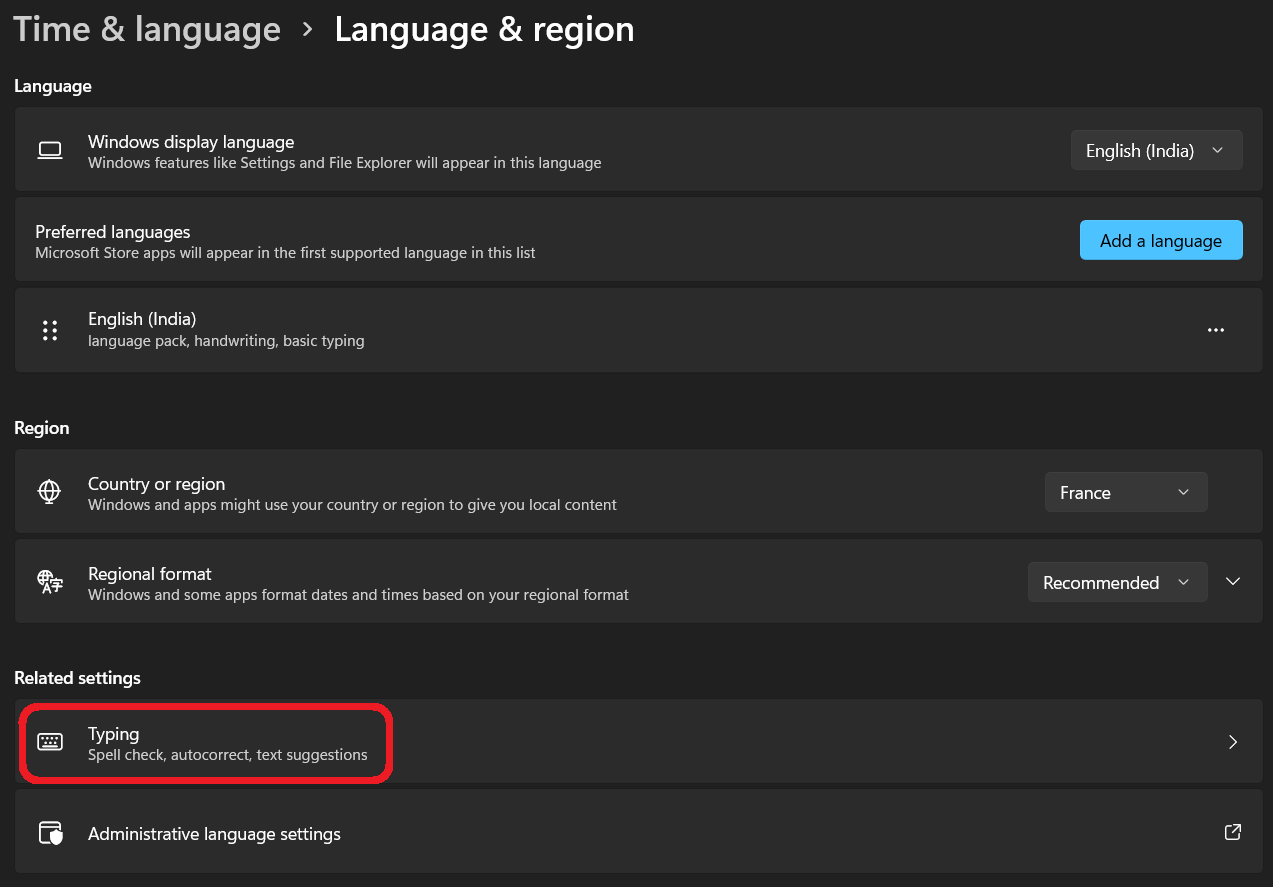 Time & language > Language & region
Language
Windows display language
Windows features like Settings and File Explorer will appear in this language
English (India)
Preferred languages
Microsoft Store apps will appear in the first supported language in this list
Add a language
English (India)
language pack, handwriting, basic typing
Region
Country or region
Windows and apps might use your country or region to give you local content
France
Regional format
Windows and some apps format dates and times based on your regional format
Recommended
Related settings
Typing
Spell check, autocorrect, text suggestions
Administrative language settings